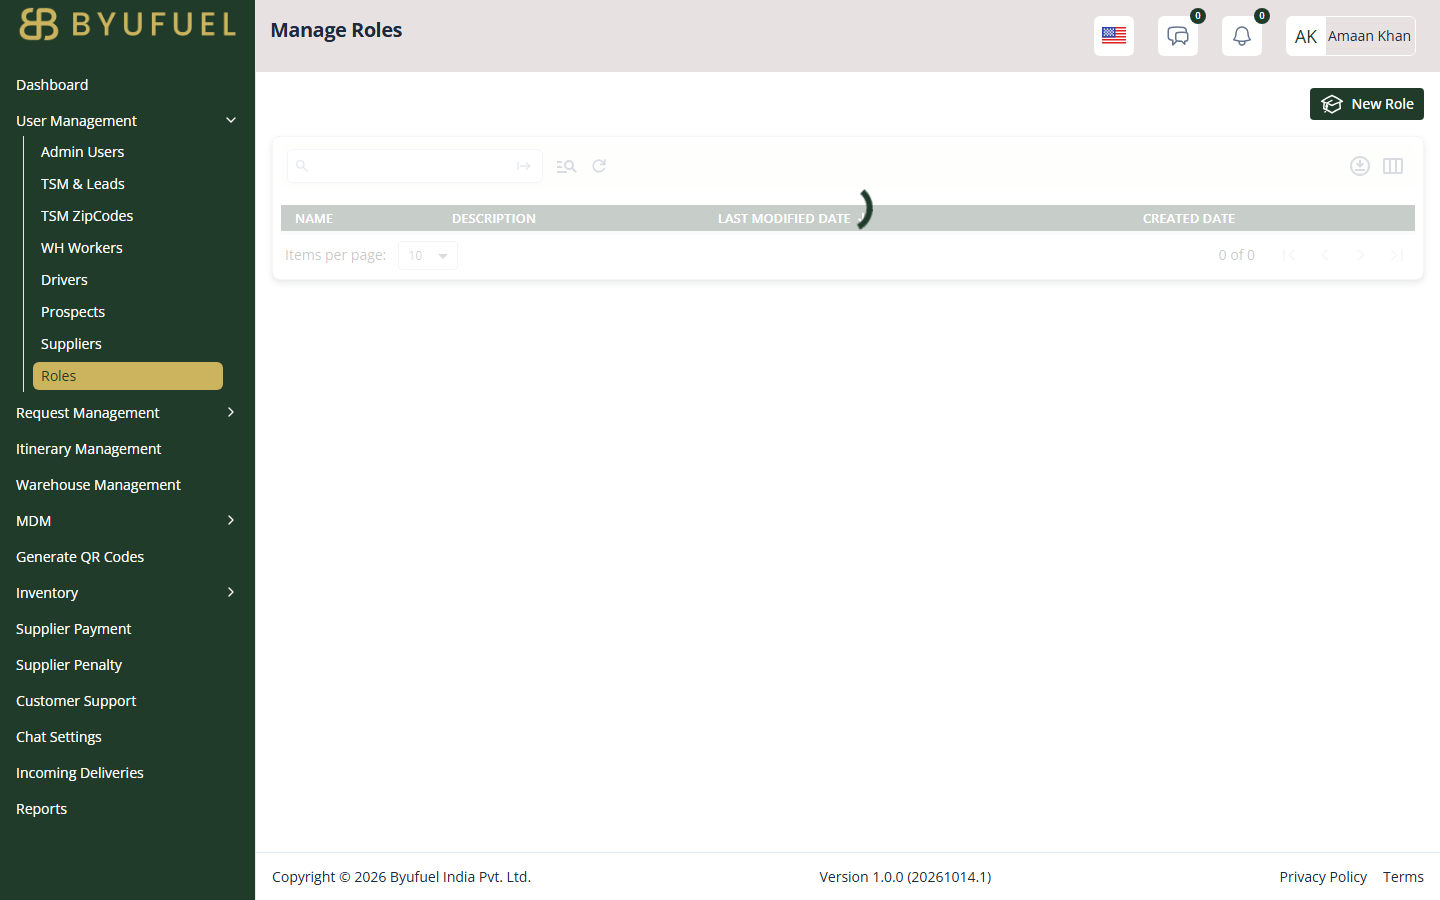 BYUFUEL
Manage Roles
0
0
AK Amaan Khan
Dashboard
User Management
Admin Users
TSM & Leads
TSM ZipCodes
WH Workers
Drivers
Prospects
Suppliers
Roles
Request Management
Itinerary Management
Warehouse Management
MDM
Generate QR Codes
Inventory
Supplier Payment
Supplier Penalty
Customer Support
Chat Settings
Incoming Deliveries
Reports
New Role
NAME DESCRIPTION LAST MODIFIED DATE CREATED DATE
Items per page: 10 0 of 0
Copyright © 2026 Byufuel India Pvt. Ltd. Version 1.0.0 (20261014.1) Privacy Policy Terms